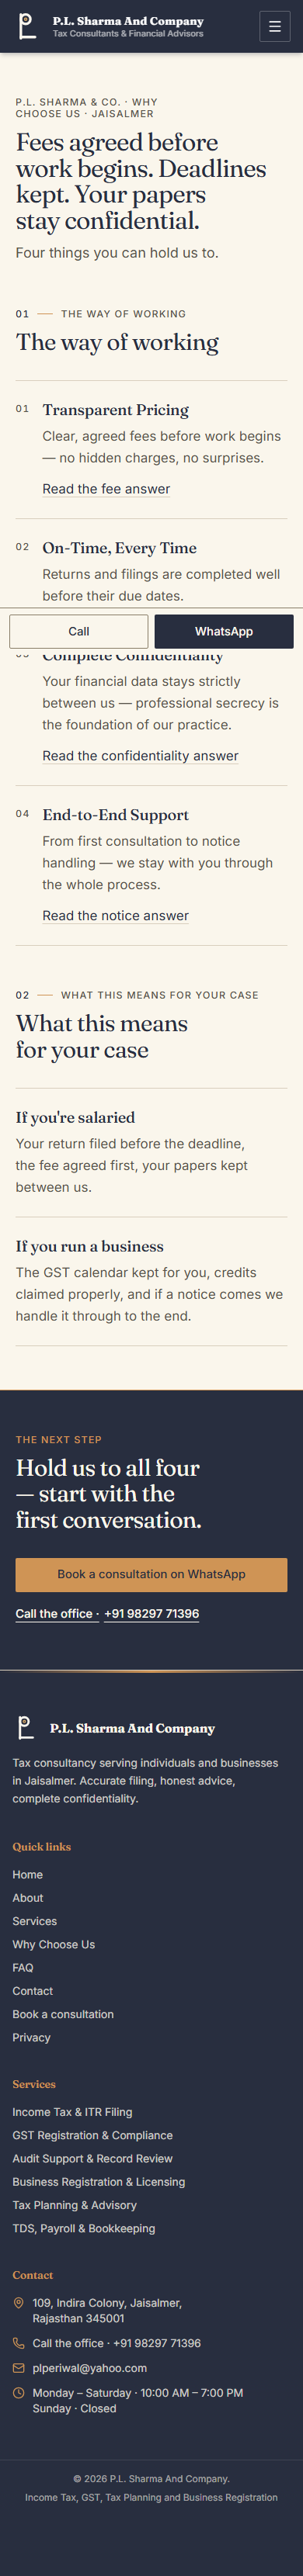 P.L. Sharma And Company
Tax Consultants & Financial Advisors
P.L. SHARMA & CO. · WHY
CHOOSE US · JAISALMER
Fees agreed before
work begins. Deadlines
kept. Your papers
stay confidential.
Four things you can hold us to.
01 — THE WAY OF WORKING
The way of working
01 Transparent Pricing
Clear, agreed fees before work begins
— no hidden charges, no surprises.
Read the fee answer
02 On-Time, Every Time
Returns and filings are completed well
before their due dates.
Call
WhatsApp
03 Complete Confidentiality
Your financial data stays strictly
between us — professional secrecy is
the foundation of our practice.
Read the confidentiality answer
04 End-to-End Support
From first consultation to notice
handling — we stay with you through
the whole process.
Read the notice answer
02 — WHAT THIS MEANS FOR YOUR CASE
What this means
for your case
If you're salaried
Your return filed before the deadline,
the fee agreed first, your papers kept
between us.
If you run a business
The GST calendar kept for you, credits
claimed properly, and if a notice comes we
handle it through to the end.
THE NEXT STEP
Hold us to all four
— start with the
first conversation.
Book a consultation on WhatsApp
Call the office · +91 98297 71396
P.L. Sharma And Company
Tax consultancy serving individuals and businesses
in Jaisalmer. Accurate filing, honest advice,
complete confidentiality.
Quick links
Home
About
Services
Why Choose Us
FAQ
Contact
Book a consultation
Privacy
Services
Income Tax & ITR Filing
GST Registration & Compliance
Audit Support & Record Review
Business Registration & Licensing
Tax Planning & Advisory
TDS, Payroll & Bookkeeping
Contact
109, Indira Colony, Jaisalmer,
Rajasthan 345001
Call the office · +91 98297 71396
plperiwal@yahoo.com
Monday – Saturday · 10:00 AM – 7:00 PM
Sunday · Closed
© 2026 P.L. Sharma And Company.
Income Tax, GST, Tax Planning and Business Registration